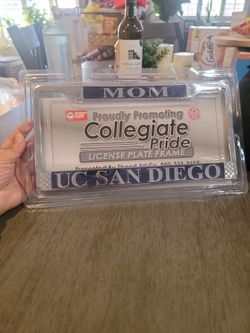 MOM
Proudly Promoting
Collegiate
Pride
LICENSE PLATE FRAME
UC SAN DIEGO